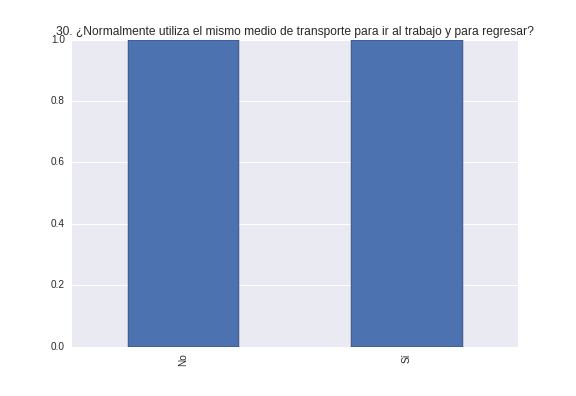 30. ¿Normalmente utiliza el mismo medio de transporte para ir al trabajo y para regresar?
1.0
0.8
0.6
0.4
0.2
0.0
No
Si